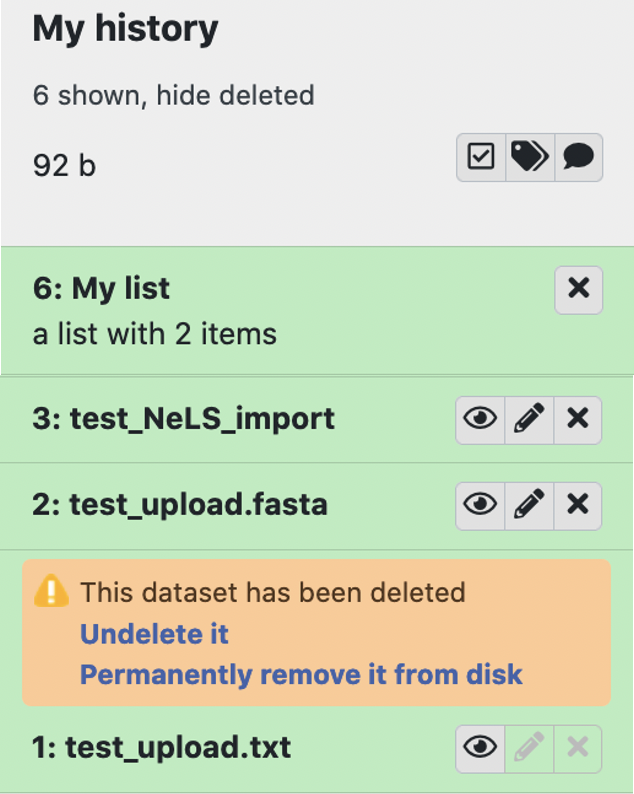 My history
6 shown, hide deleted
92 b
6: My list
a list with 2 items
3: test_NeLS_import
2: test_upload.fasta
This dataset has been deleted
Undelete it
Permanently remove it from disk
1: test_upload.txt